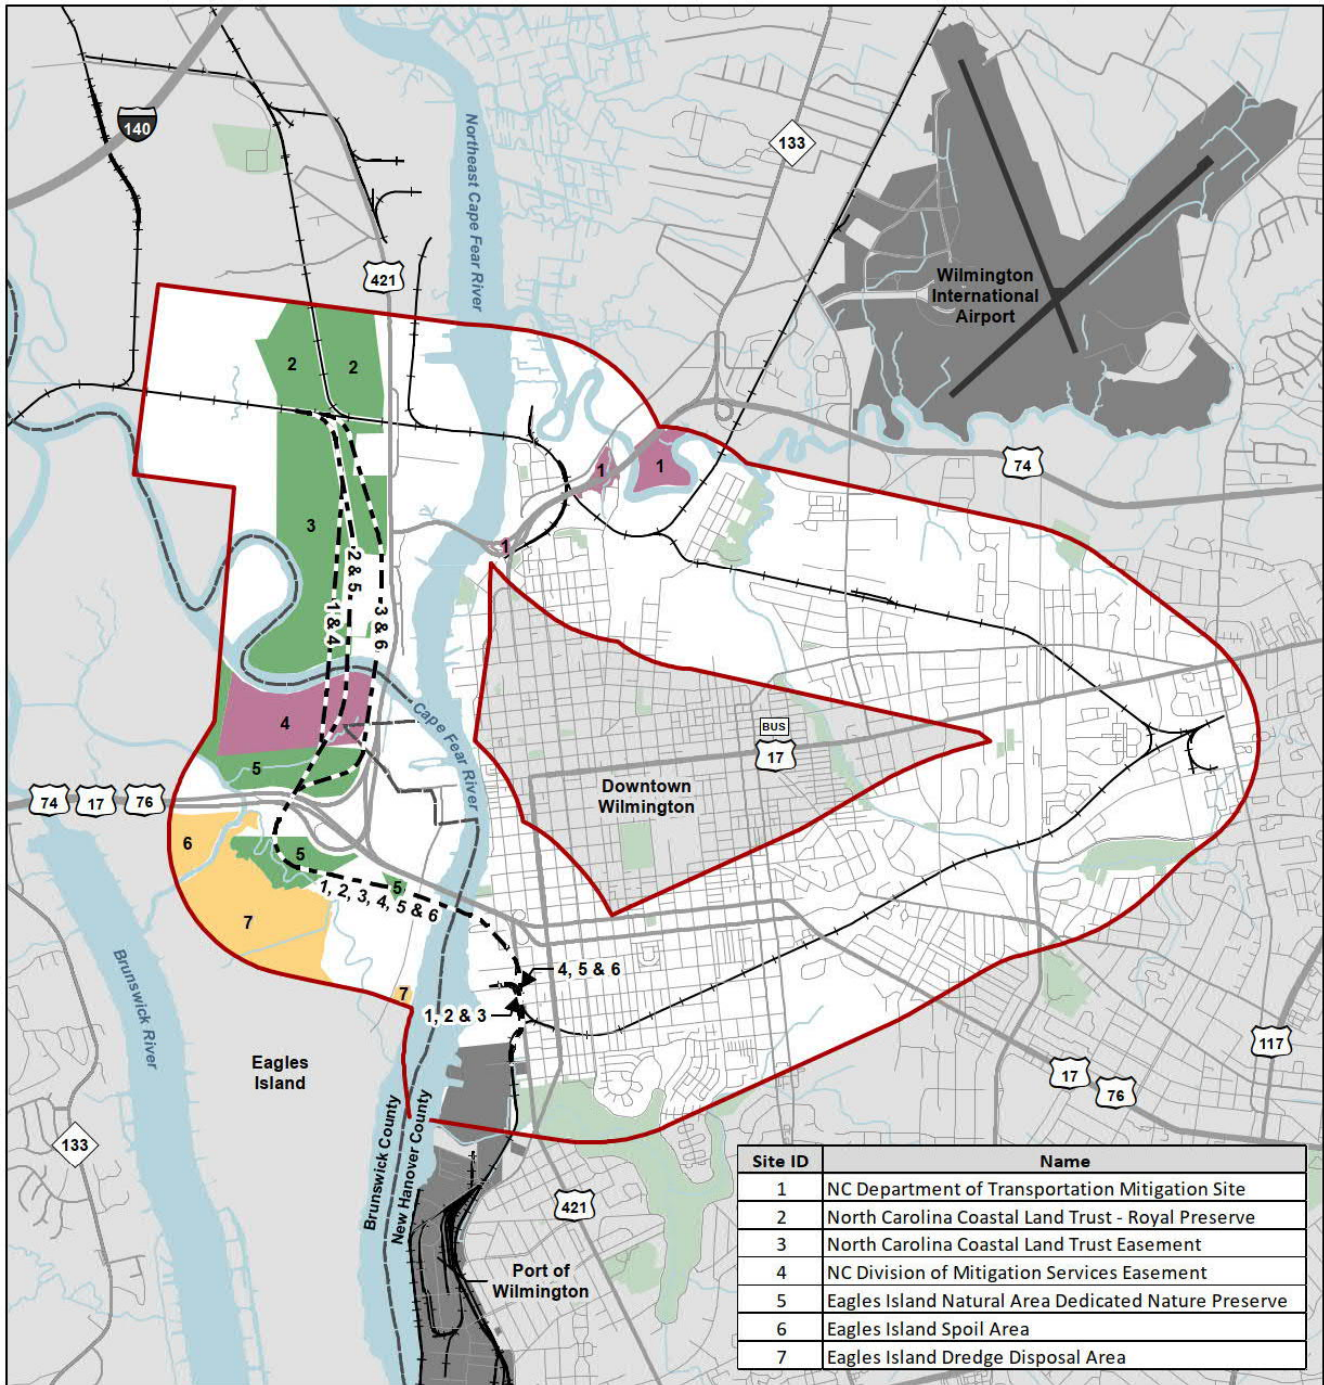 140
133
Northeast Cape Fear River
421
Wilmington
International
Airport
2
2
1
1
74
3
1
2 & 5
1 & 4
3 & 6
4
Cape Fear River
BUS
17
5
74
17
76
Downtown
Wilmington
6
5
5
1, 2, 3, 4, 5 & 6
7
4, 5 & 6
7
1, 2 & 3
Brunswick River
Eagles
Island
117
17
76
Brunswick County
New Hanover County
133
421
Port of
Wilmington
Site ID Name
1 NC Department of Transportation Mitigation Site
2 North Carolina Coastal Land Trust - Royal Preserve
3 North Carolina Coastal Land Trust Easement
4 NC Division of Mitigation Services Easement
5 Eagles Island Natural Area Dedicated Nature Preserve
6 Eagles Island Spoil Area
7 Eagles Island Dredge Disposal Area